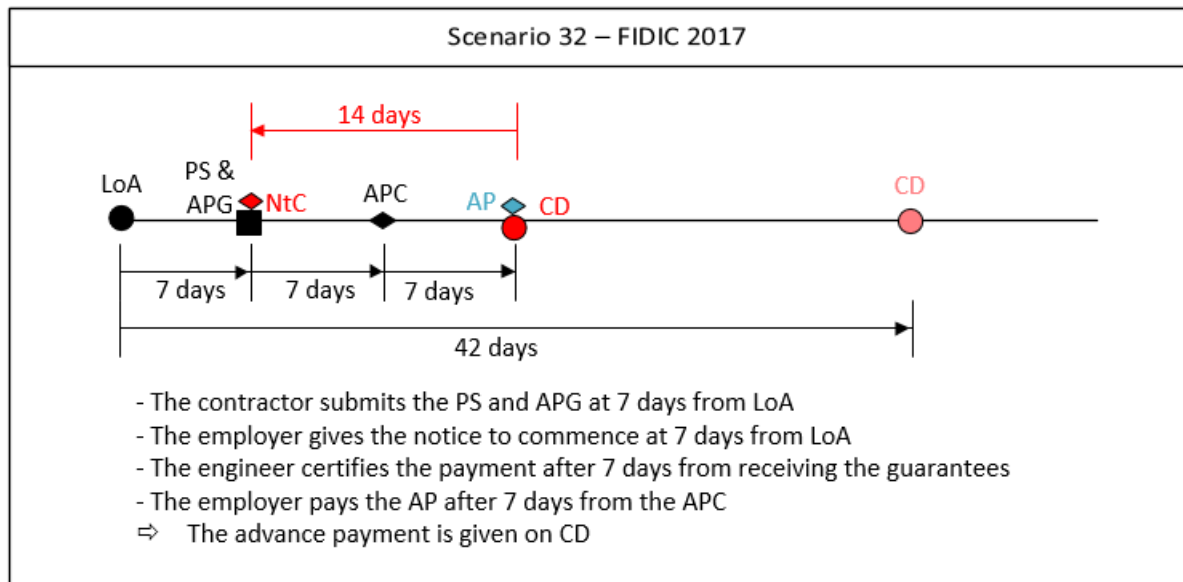 Scenario 32 – FIDIC 2017
14 days
PS &
LoA
APG
NtC
APC
AP
CD
CD
7 days
7 days
7 days
42 days
- The contractor submits the PS and APG at 7 days from LoA
- The employer gives the notice to commence at 7 days from LoA
- The engineer certifies the payment after 7 days from receiving the guarantees
- The employer pays the AP after 7 days from the APC
⇨ The advance payment is given on CD